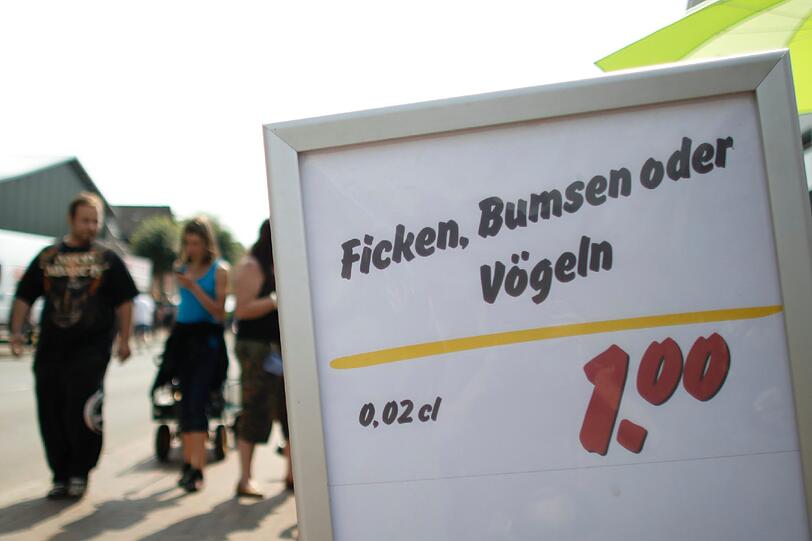 Ficken, Bumsen oder
Vögeln
0,02 cl
1.00